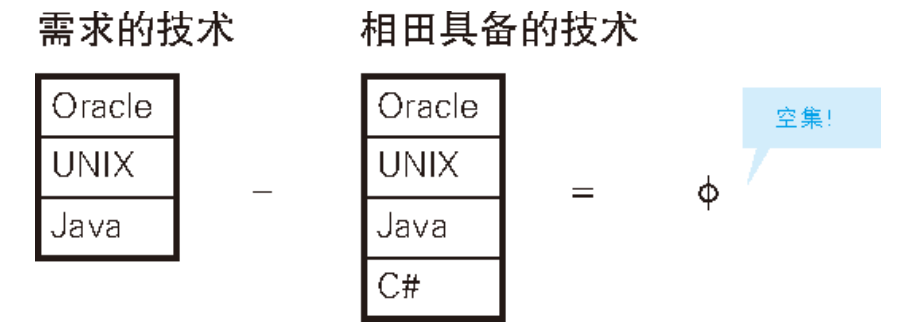 需求的技术
相田具备的技术
Oracle
UNIX
Java
-
Oracle
UNIX
Java
C#
=
ϕ
空集!